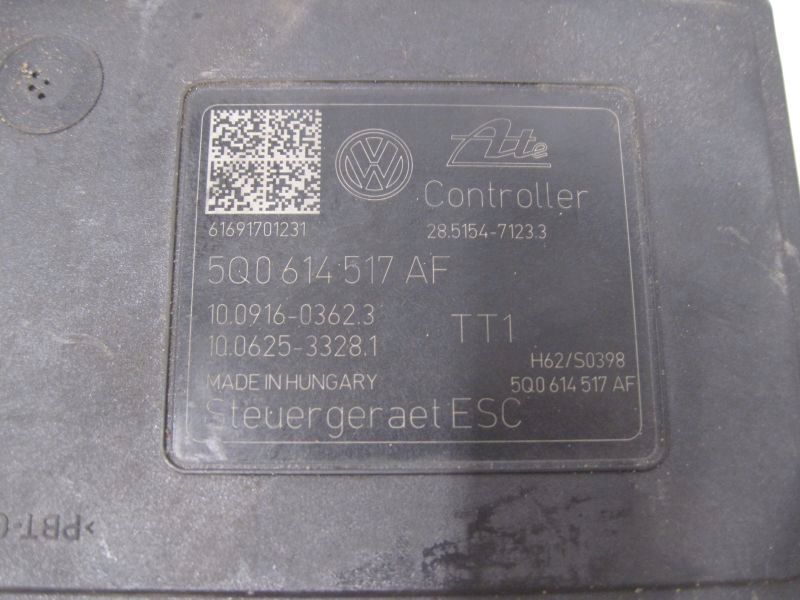 Ate
Controller
61691701231
28.5154-7123.3
5Q0 614 517 AF
10.0916-0362.3
TT1
10.0625-3328.1
H62/S0398
MADE IN HUNGARY
5Q0 614 517 AF
Steuergeraet ESC
>PBT-